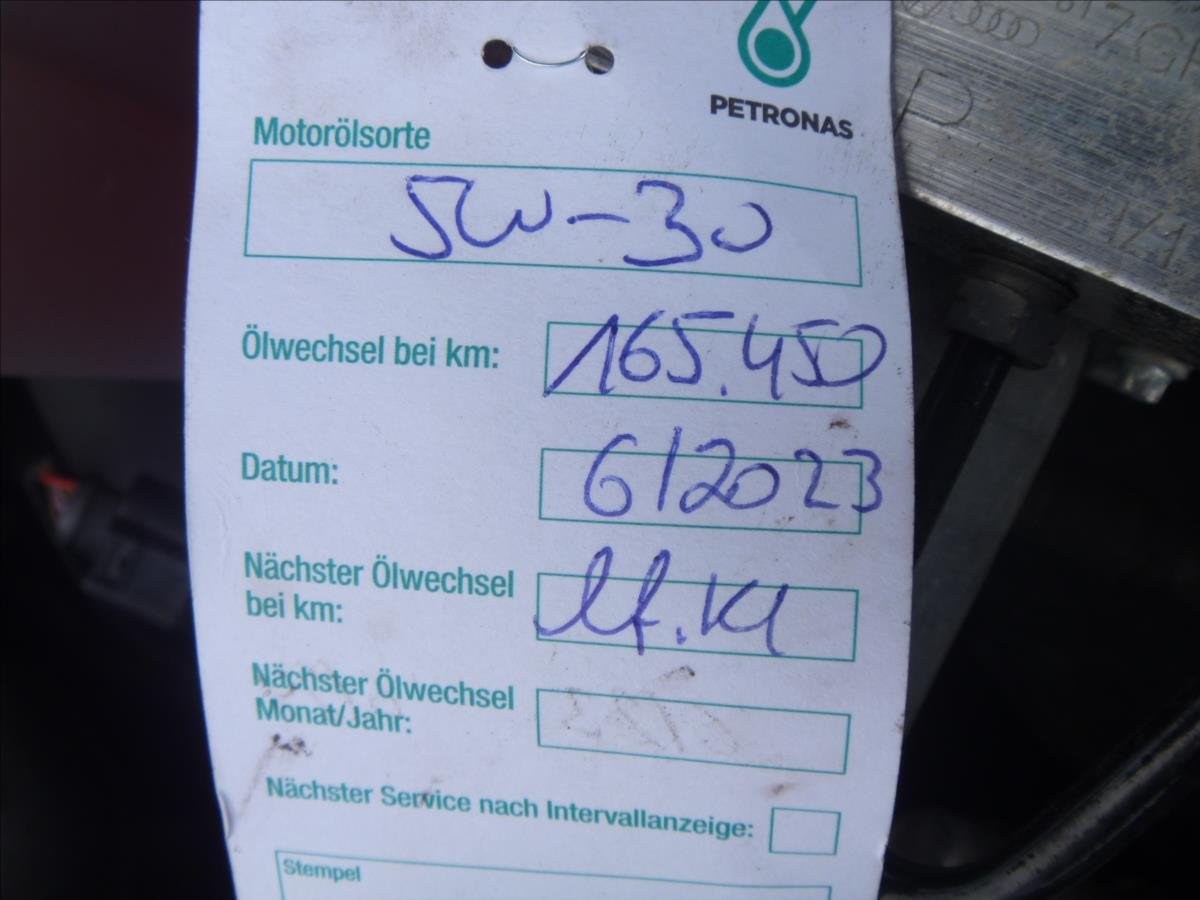 PETRONAS
Motorölsorte
5W-30
Ölwechsel bei km:
165.450
Datum:
6/2023
Nächster Ölwechsel
bei km:
Nächster Ölwechsel
Monat/Jahr:
Nächster Service nach Intervallanzeige:
Stempel